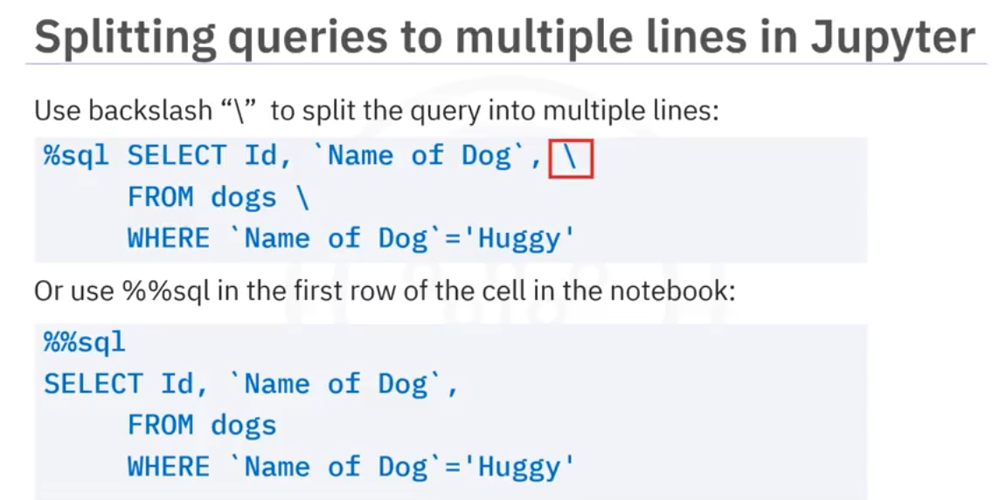 Splitting queries to multiple lines in Jupyter
Use backslash “\” to split the query into multiple lines:
%sql SELECT Id, `Name of Dog`, \
FROM dogs \
WHERE `Name of Dog`='Huggy'
Or use %%sql in the first row of the cell in the notebook:
%%sql
SELECT Id, `Name of Dog`,
FROM dogs
WHERE `Name of Dog`='Huggy'